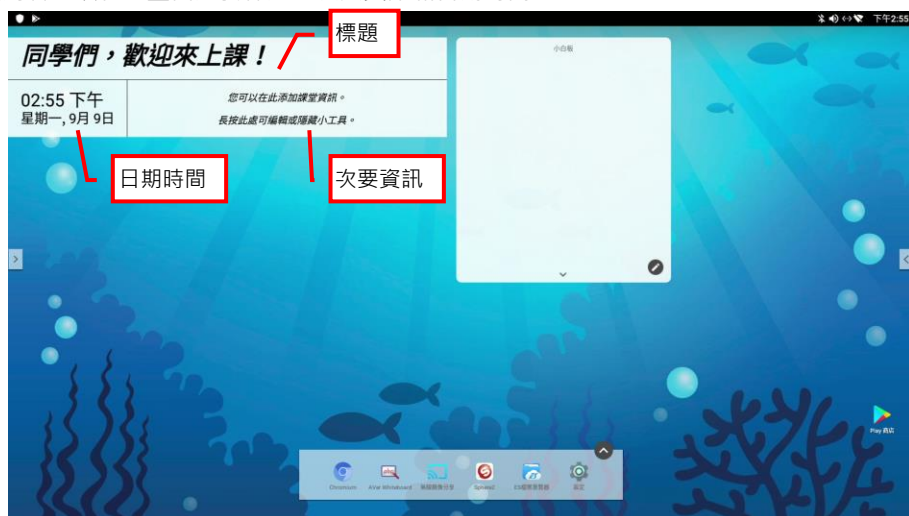 下午2:55
標題
同學們，歡迎來上課！
小白板
02:55 下午
星期一, 9月 9日
您可以在此添加課堂資訊。
長按此處可編輯或隱藏小工具。
日期時間
次要資訊
Play 商店
Chromium
設定